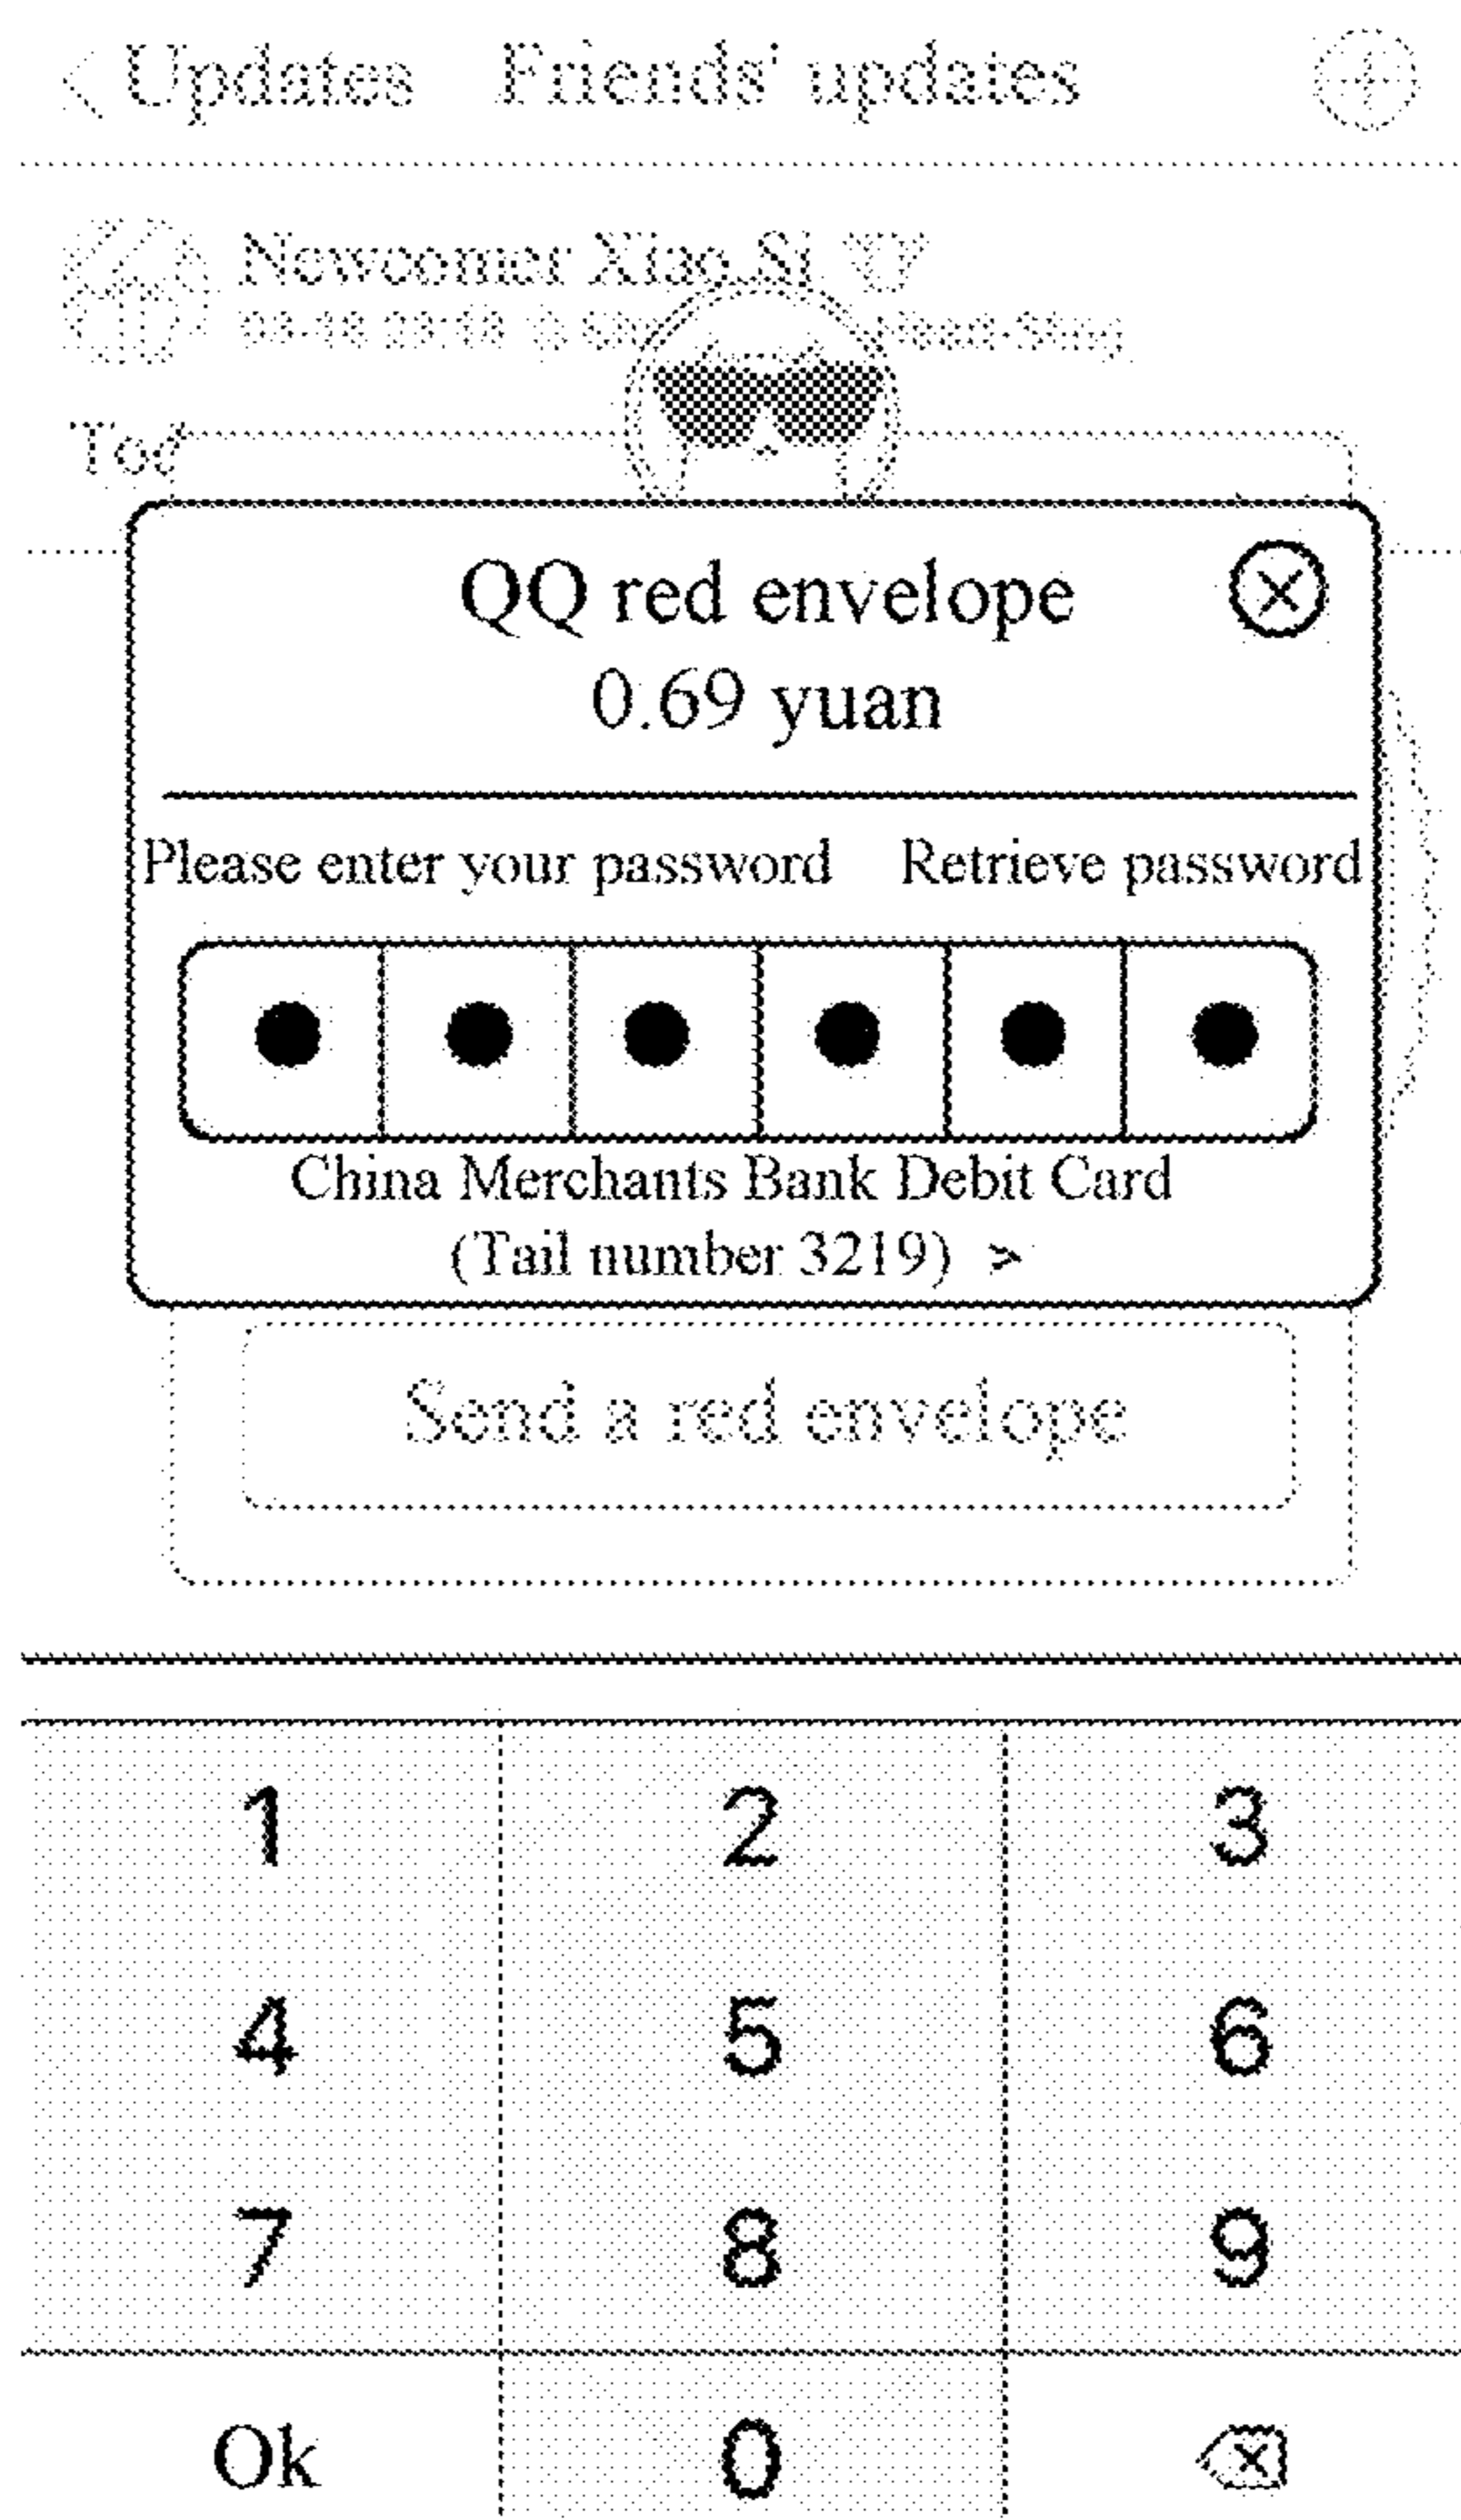 < Updates Friends' updates
Newcomer Xiao Si
QQ red envelope
0.69 yuan
Please enter your password Retrieve password
China Merchants Bank Debit Card
(Tail number 3219) >
Send a red envelope
1 2 3
4 5 6
7 8 9
Ok 0